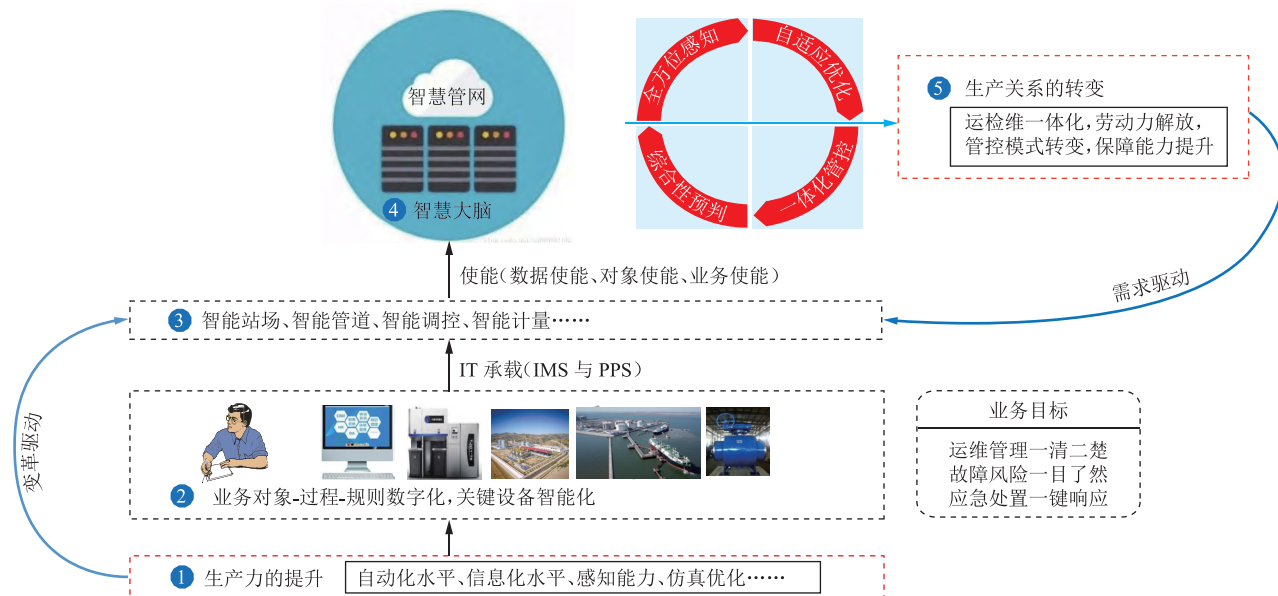 智慧管网
④ 智慧大脑
全方位感知
自适应优化
综合性预判
一体化管控
⑤ 生产关系的转变
运检维一体化,劳动力解放,
管控模式转变,保障能力提升
使能(数据使能、对象使能、业务使能)
需求驱动
③ 智能站场、智能管道、智能调控、智能计量……
IT 承载(IMS 与 PPS)
变革驱动
② 业务对象-过程-规则数字化,关键设备智能化
业务目标
运维管理一清二楚
故障风险一目了然
应急处置一键响应
① 生产力的提升
自动化水平、信息化水平、感知能力、仿真优化……